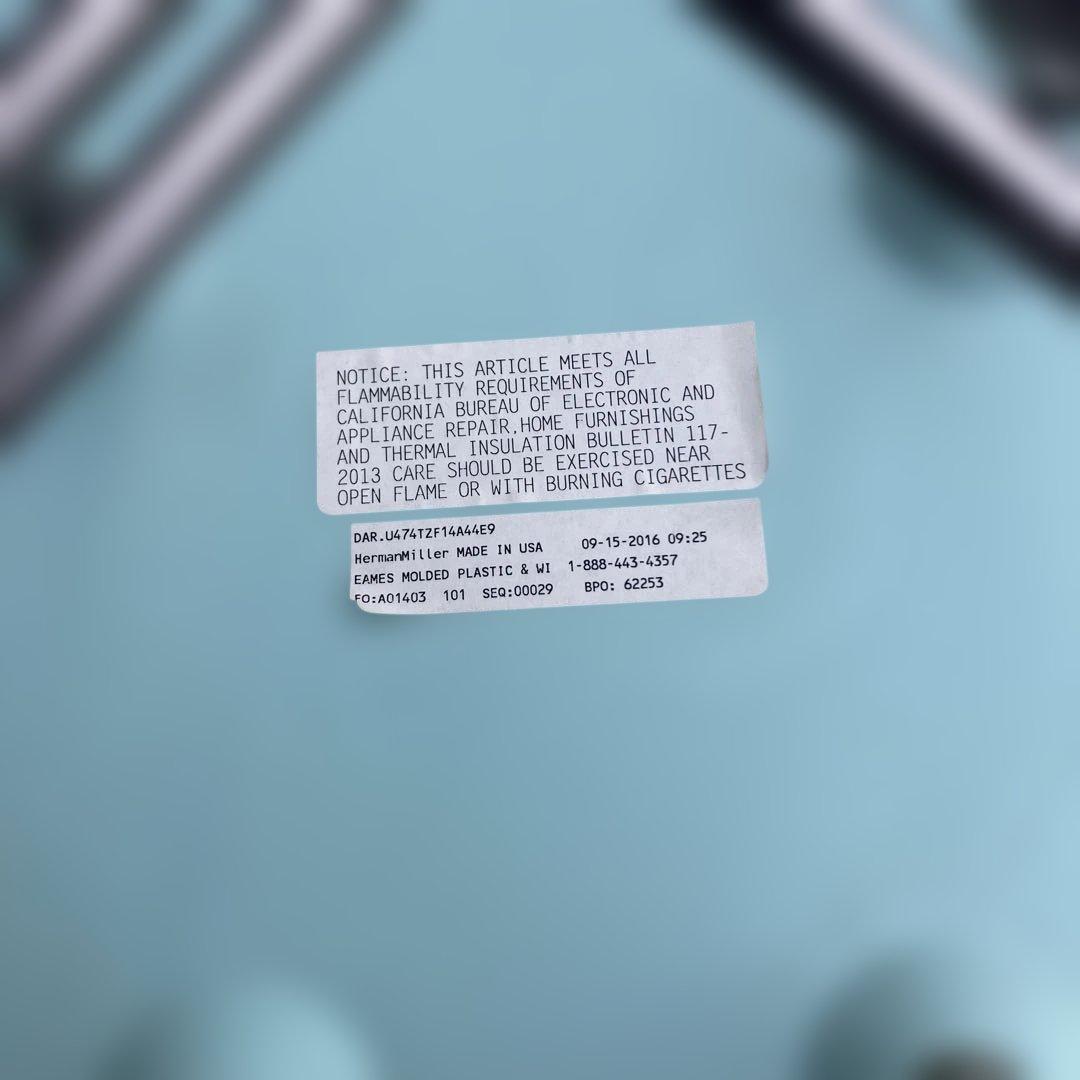 NOTICE: THIS ARTICLE MEETS ALL
FLAMMABILITY REQUIREMENTS OF
CALIFORNIA BUREAU OF ELECTRONIC AND
APPLIANCE REPAIR,HOME FURNISHINGS
AND THERMAL INSULATION BULLETIN 117-
2013 CARE SHOULD BE EXERCISED NEAR
OPEN FLAME OR WITH BURNING CIGARETTES
DAR.U474TZF14A44E9
HermanMiller MADE IN USA 09-15-2016 09:25
EAMES MOLDED PLASTIC & WI 1-888-443-4357
FO:A01403 101 SEQ:00029 BPO: 62253